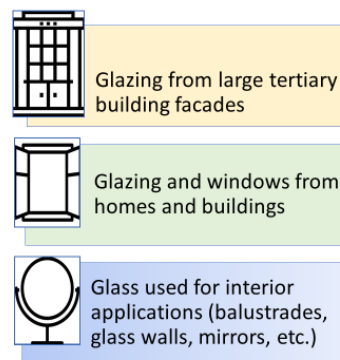 Glazing from large tertiary
building facades
Glazing and windows from
homes and buildings
Glass used for interior
applications (balustrades,
glass walls, mirrors, etc.)